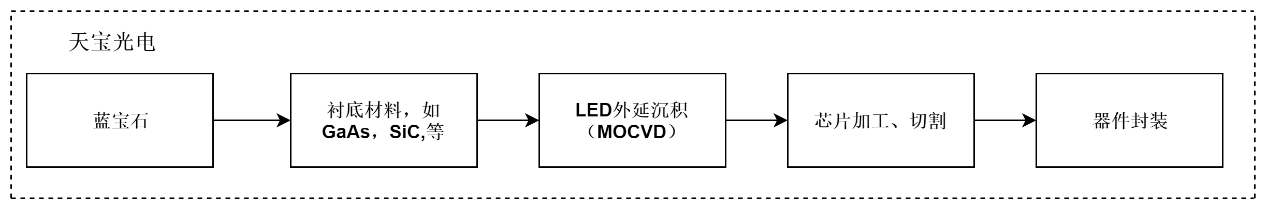 天宝光电
蓝宝石
衬底材料，如
GaAs，SiC,等
LED外延沉积
（MOCVD）
芯片加工、切割
器件封装